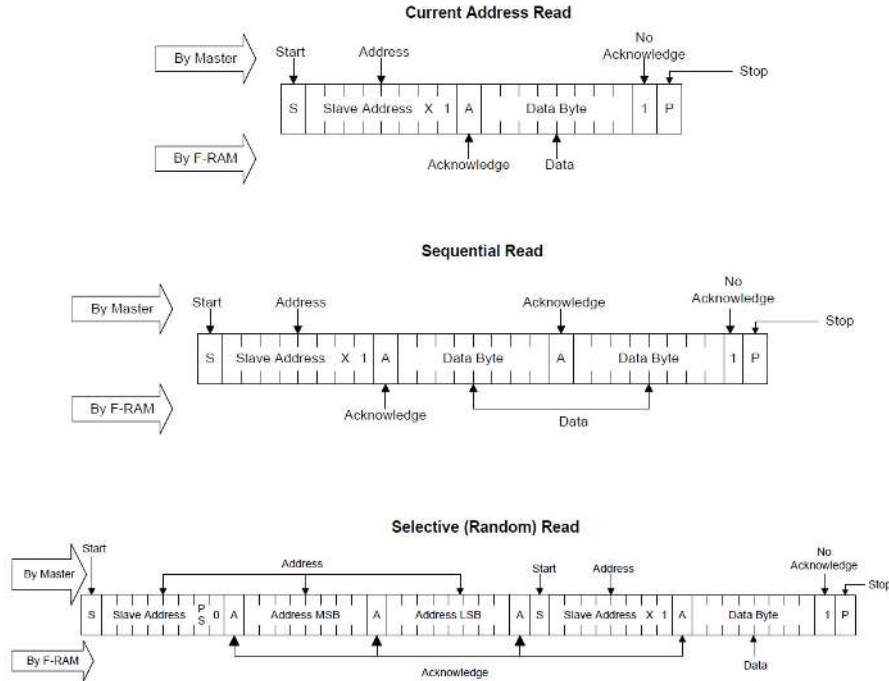 Current Address Read
By Master
Start
Address
No
Acknowledge
Stop
S Slave Address X 1 A Data Byte 1 P
By F-RAM
Acknowledge
Data
Sequential Read
By Master
Start
Address
Acknowledge
No
Acknowledge
Stop
S Slave Address X 1 A Data Byte A Data Byte 1 P
By F-RAM
Acknowledge
Data
Selective (Random) Read
By Master
Start
Address
Start
Address
No
Acknowledge
Stop
S Slave Address PS 0 A Address MSB A Address LSB A S Slave Address X 1 A Data Byte 1 P
By F-RAM
Acknowledge
Data